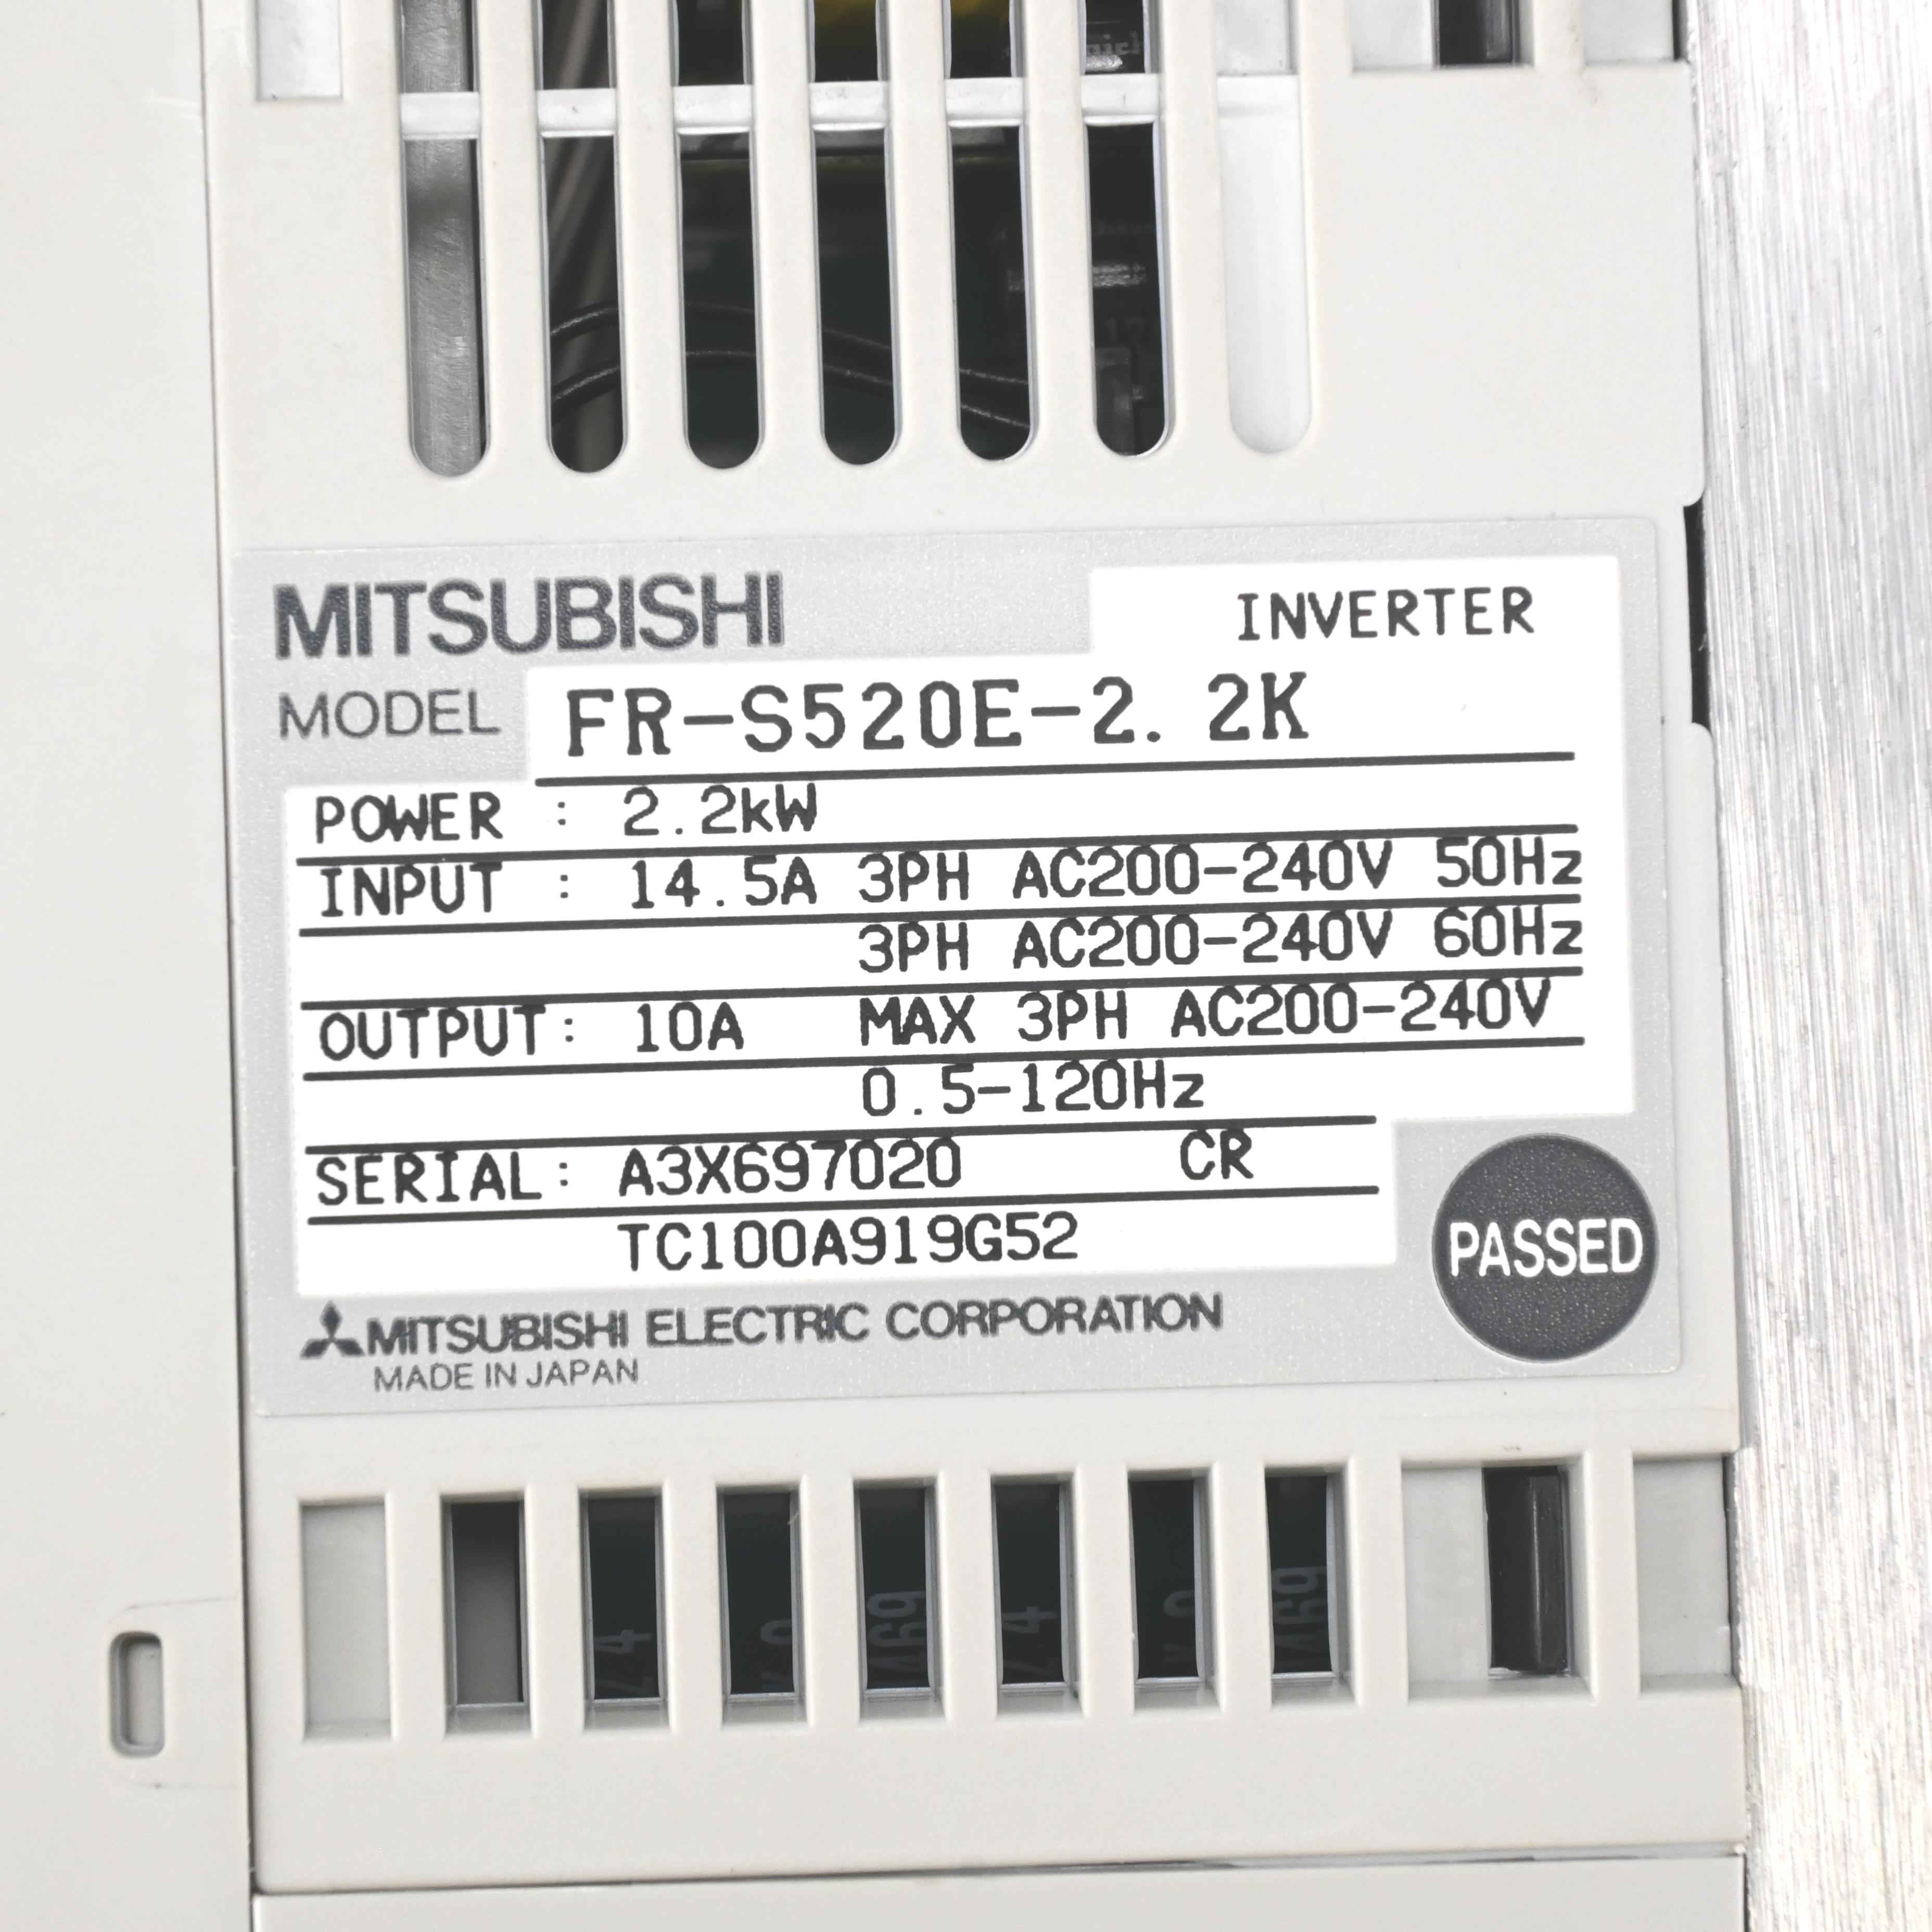 MITSUBISHI
INVERTER
MODEL FR-S520E-2.2K
POWER : 2.2kW
INPUT : 14.5A 3PH AC200-240V 50Hz
3PH AC200-240V 60Hz
OUTPUT: 10A MAX 3PH AC200-240V
0.5-120Hz
SERIAL: A3X697020 CR
TC100A919G52
PASSED
MITSUBISHI ELECTRIC CORPORATION
MADE IN JAPAN